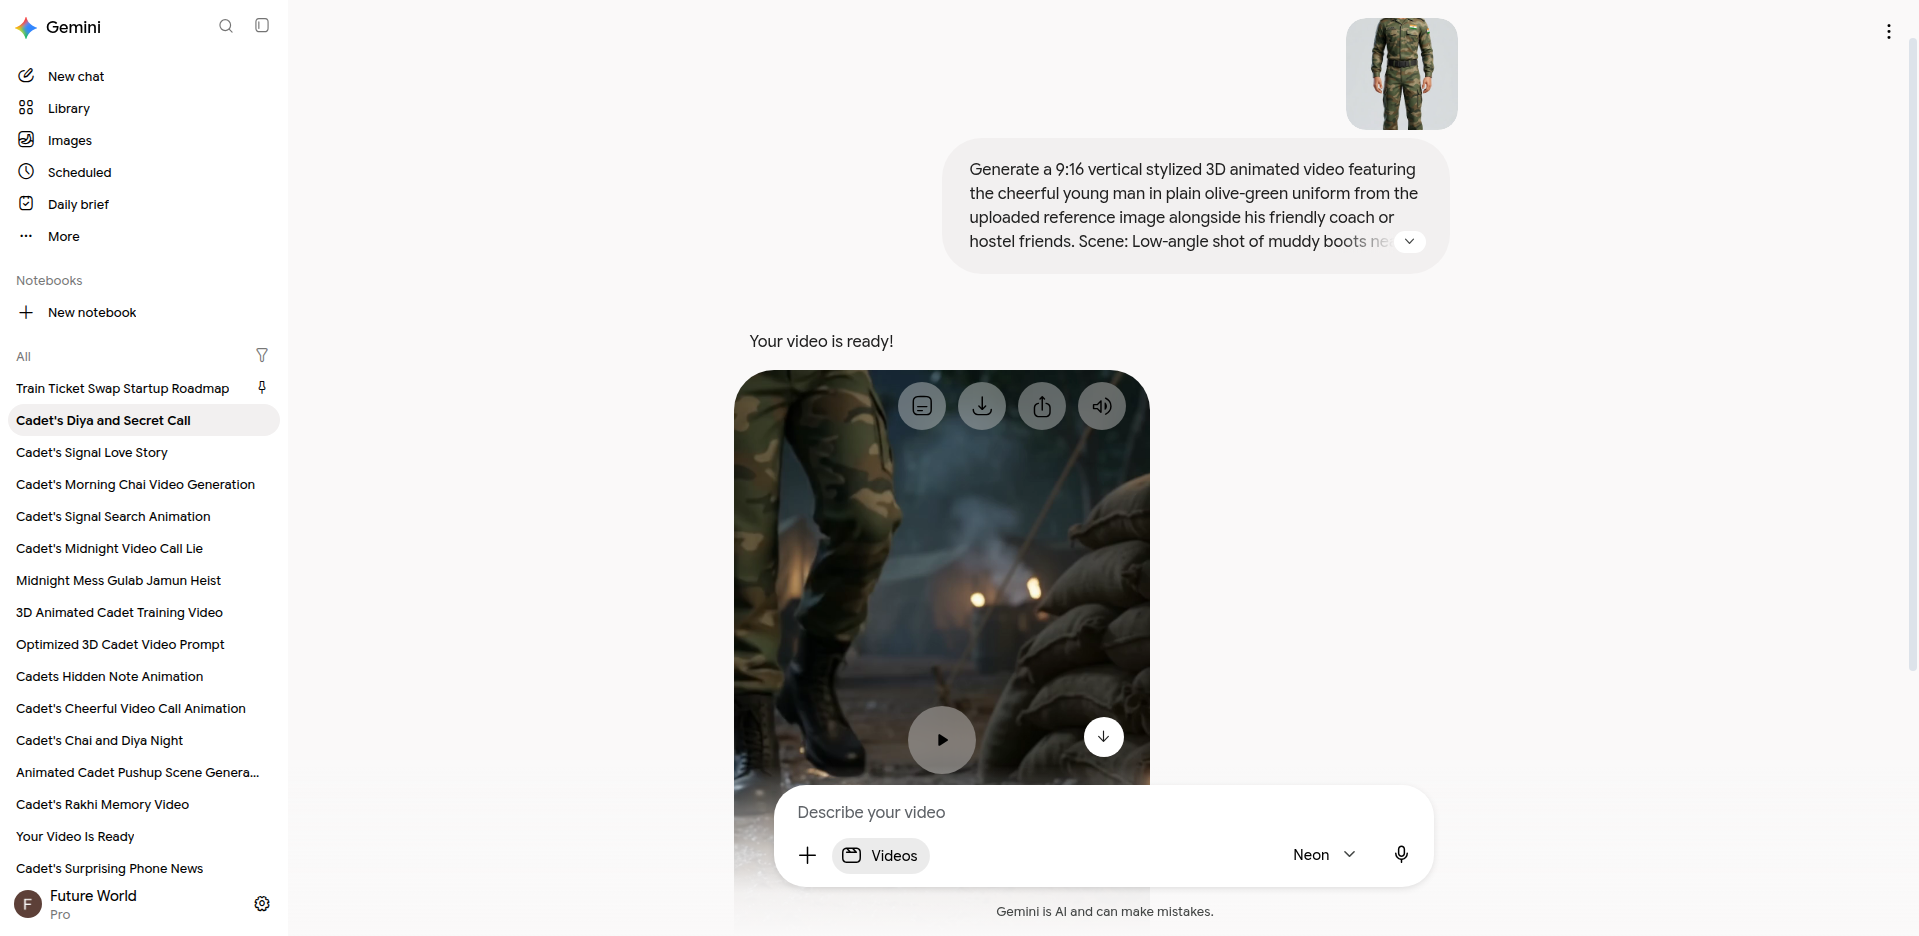 Gemini
New chat
Library
Images
Scheduled
Daily brief
More
Notebooks
New notebook
All
Train Ticket Swap Startup Roadmap
Cadet's Diya and Secret Call
Cadet's Signal Love Story
Cadet's Morning Chai Video Generation
Cadet's Signal Search Animation
Cadet's Midnight Video Call Lie
Midnight Mess Gulab Jamun Heist
3D Animated Cadet Training Video
Optimized 3D Cadet Video Prompt
Cadets Hidden Note Animation
Cadet's Cheerful Video Call Animation
Cadet's Chai and Diya Night
Animated Cadet Pushup Scene Genera...
Cadet's Rakhi Memory Video
Your Video Is Ready
Cadet's Surprising Phone News
F
Future World
Pro
Generate a 9:16 vertical stylized 3D animated video featuring
the cheerful young man in plain olive-green uniform from the
uploaded reference image alongside his friendly coach or
hostel friends. Scene: Low-angle shot of muddy boots
Your video is ready!
Describe your video
Videos
Neon
Gemini is AI and can make mistakes.